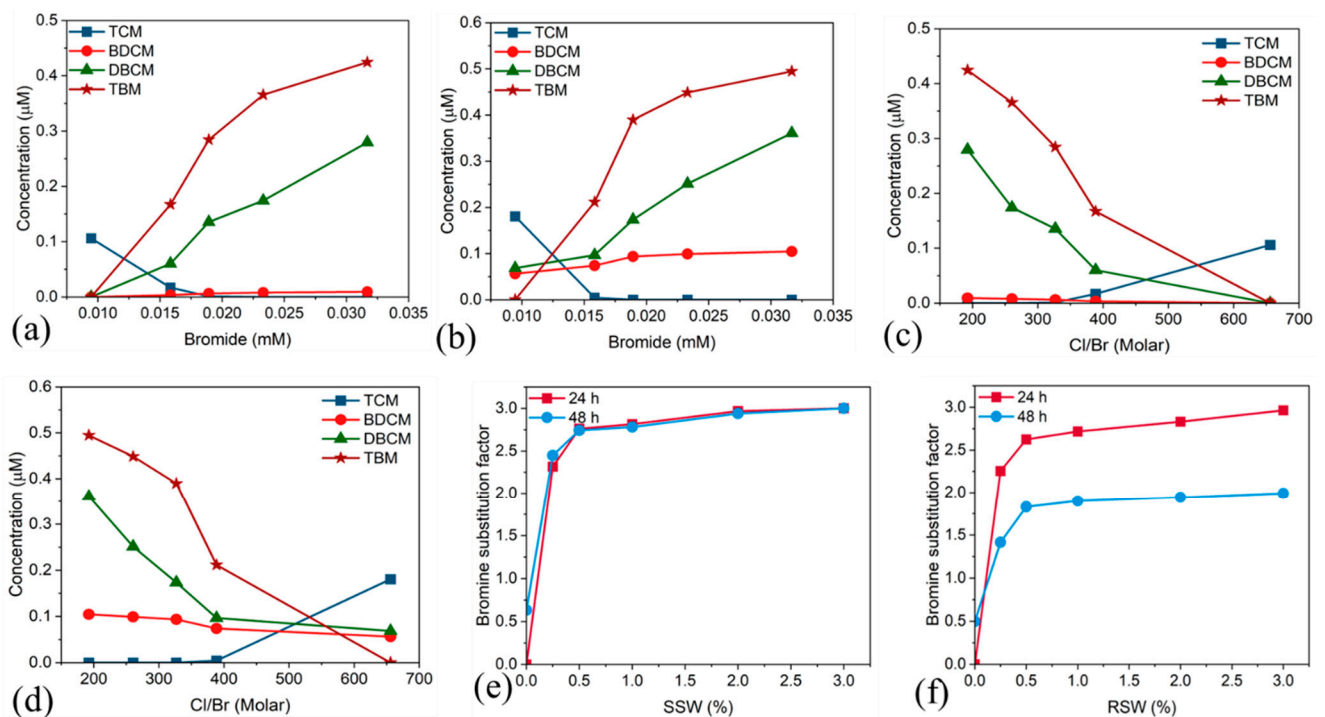 0.5
0.4
0.3
0.2
0.1
0.0
Concentration (μM)
TCM
BDCM
DBCM
TBM
0.010 0.015 0.020 0.025 0.030 0.035
Bromide (mM)
(a)
0.6
0.5
0.4
0.3
0.2
0.1
0.0
Concentration (μM)
TCM
BDCM
DBCM
TBM
0.010 0.015 0.020 0.025 0.030 0.035
Bromide (mM)
(b)
0.5
0.4
0.3
0.2
0.1
0.0
Concentration (μM)
TCM
BDCM
DBCM
TBM
200 300 400 500 600 700
Cl/Br (Molar)
(c)
0.6
0.5
0.4
0.3
0.2
0.1
0.0
Concentration (μM)
TCM
BDCM
DBCM
TBM
200 300 400 500 600 700
Cl/Br (Molar)
(d)
3.0
2.5
2.0
1.5
1.0
0.5
0.0
Bromine substitution factor
24 h
48 h
0.0 0.5 1.0 1.5 2.0 2.5 3.0
SSW (%)
(e)
3.0
2.5
2.0
1.5
1.0
0.5
0.0
Bromine substitution factor
24 h
48 h
0.0 0.5 1.0 1.5 2.0 2.5 3.0
RSW (%)
(f)